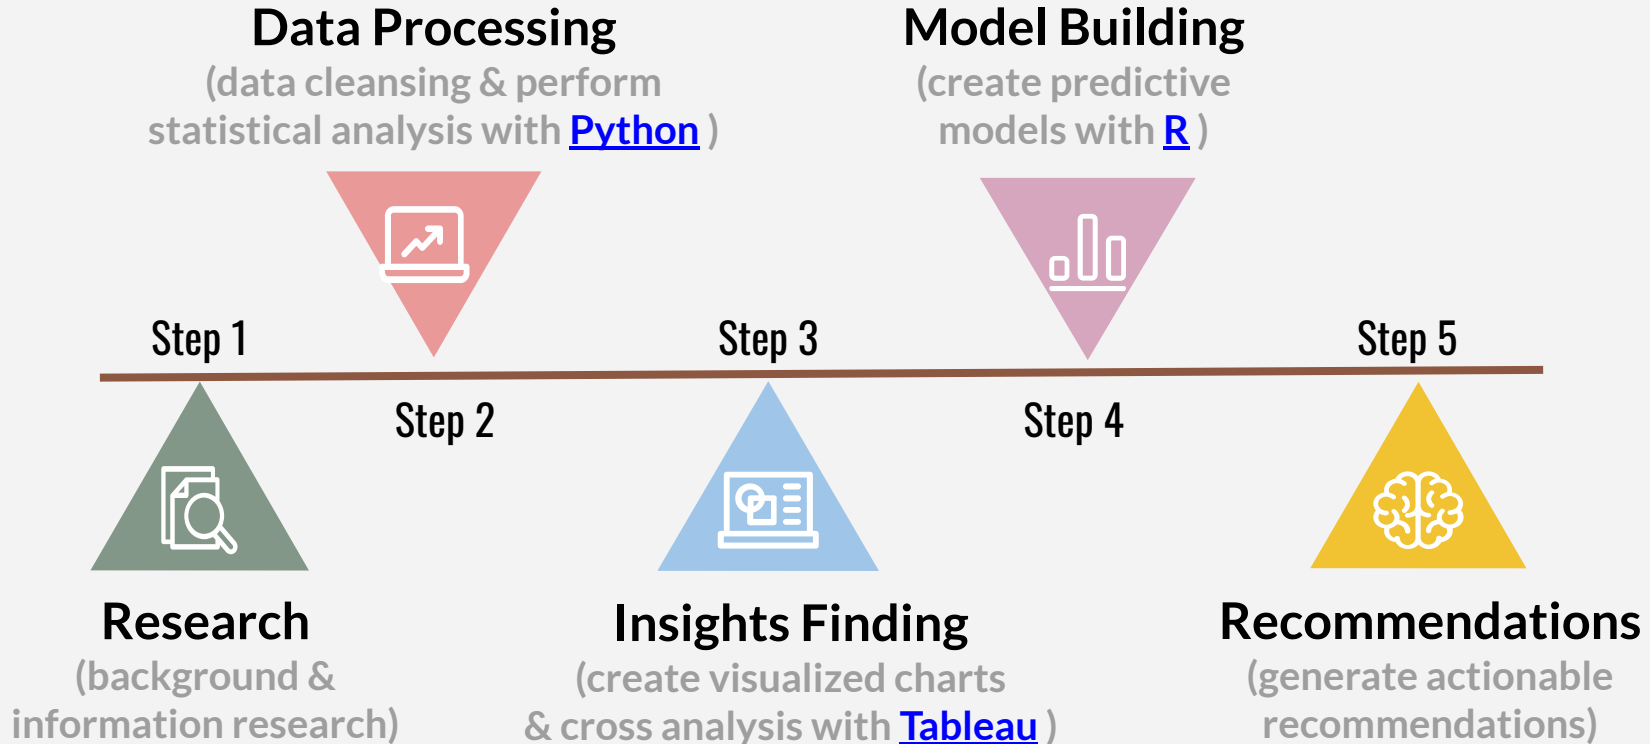 Data Processing
(data cleansing & perform
statistical analysis with Python )
Model Building
(create predictive
models with R )
Step 1
Step 2
Step 3
Step 4
Step 5
Research
(background &
information research)
Insights Finding
(create visualized charts
& cross analysis with Tableau )
Recommendations
(generate actionable
recommendations)